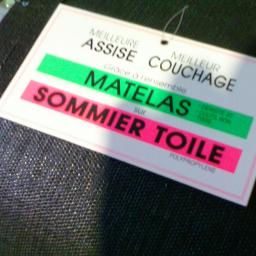 MEILLEURE MEILLEUR
ASSISE COUCHAGE
Grâce à l'ensemble
MATELAS
sur
SOMMIER TOILE
POLYPROPYLENE